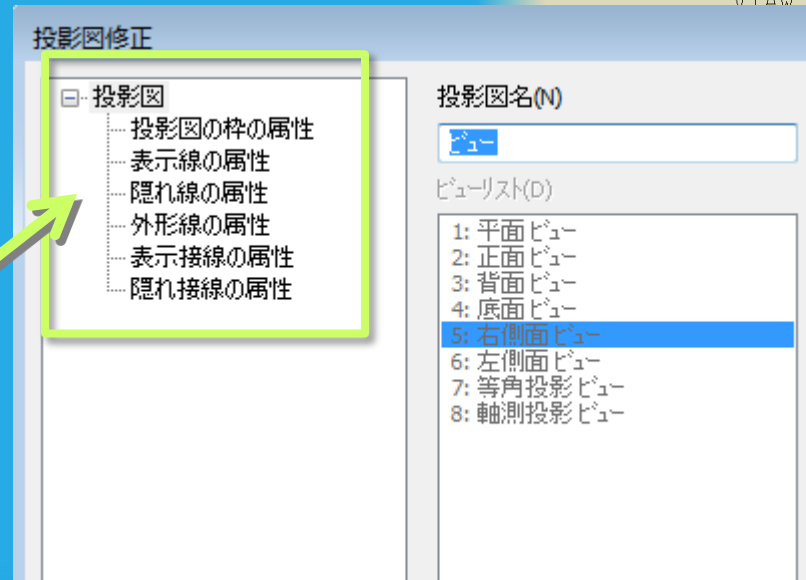 VIAW
投影図修正
投影図
投影図の枠の属性
表示線の属性
隠れ線の属性
外形線の属性
表示接線の属性
隠れ接線の属性
投影図名(N)
ビュー
ビューリスト(D)
1: 平面ビュー
2: 正面ビュー
3: 背面ビュー
4: 底面ビュー
5: 右側面ビュー
6: 左側面ビュー
7: 等角投影ビュー
8: 軸測投影ビュー